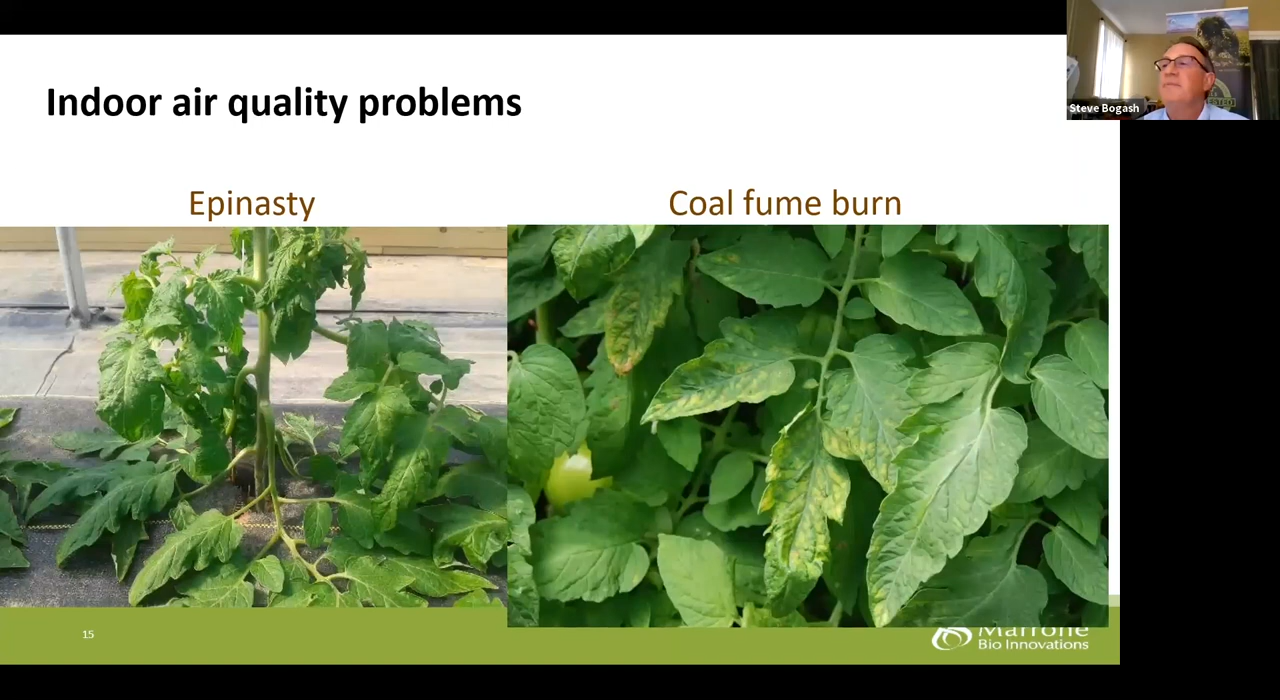 Indoor air quality problems
Epinasty
Coal fume burn
Steve Bogash
15
Marrone
Bio Innovations